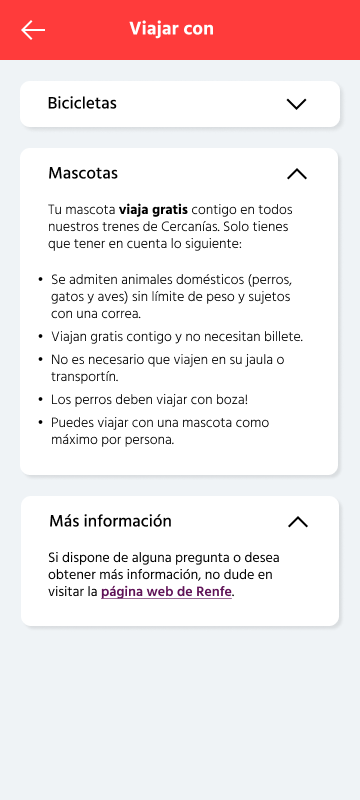 Viajar con
Bicicletas
Mascotas
Tu mascota viaja gratis contigo en todos
nuestros trenes de Cercanías. Solo tienes
que tener en cuenta lo siguiente:
• Se admiten animales domésticos (perros,
gatos y aves) sin límite de peso y sujetos
con una correa.
• Viajan gratis contigo y no necesitan billete.
• No es necesario que viajen en su jaula o
transportín.
• Los perros deben viajar con boza!
• Puedes viajar con una mascota como
máximo por persona.
Más información
Si dispone de alguna pregunta o desea
obtener más información, no dude en
visitar la página web de Renfe.